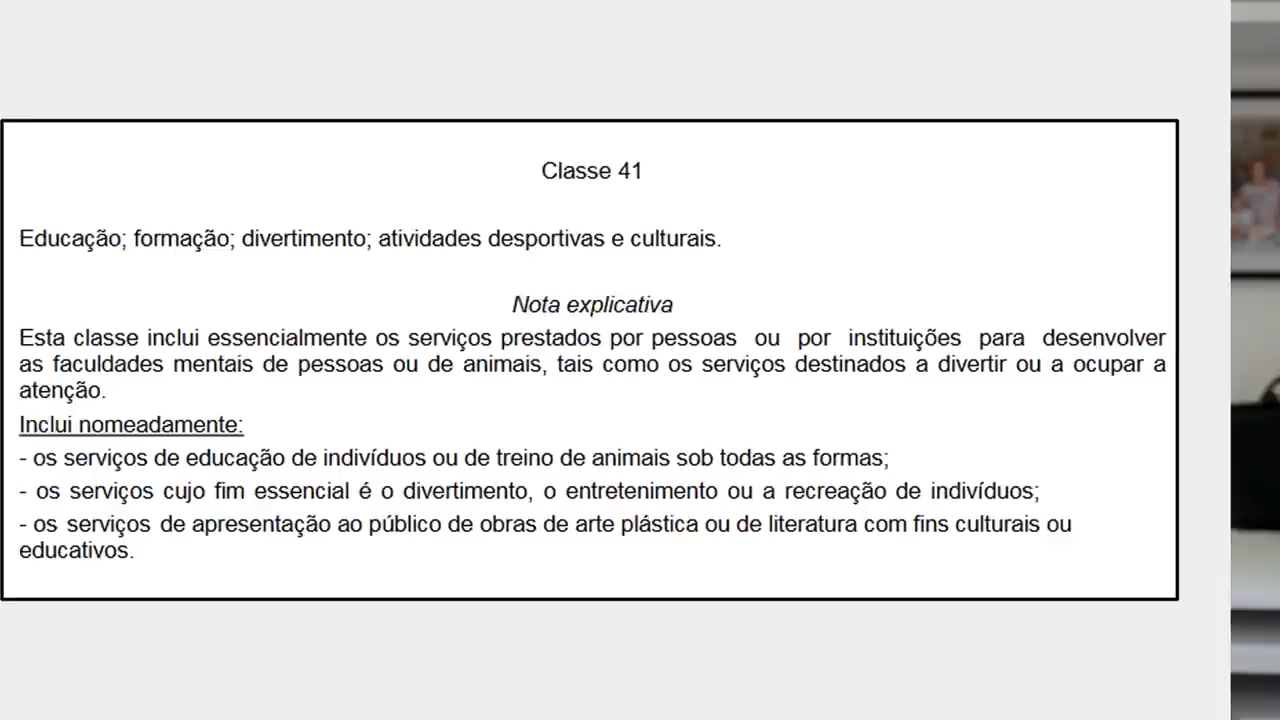 Classe 41
Educação; formação; divertimento; atividades desportivas e culturais.
Nota explicativa
Esta classe inclui essencialmente os serviços prestados por pessoas ou por instituições para desenvolver
as faculdades mentais de pessoas ou de animais, tais como os serviços destinados a divertir ou a ocupar a
atenção.
Inclui nomeadamente:
- os serviços de educação de indivíduos ou de treino de animais sob todas as formas;
- os serviços cujo fim essencial é o divertimento, o entretenimento ou a recreação de indivíduos;
- os serviços de apresentação ao público de obras de arte plástica ou de literatura com fins culturais ou
educativos.